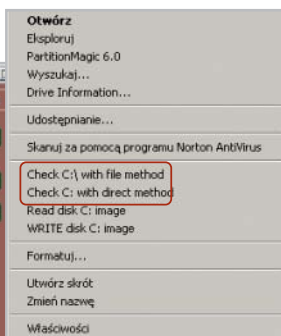 Otwórz
Eksploruj
PartitionMagic 6.0
Wyszukaj...
Drive Information...
Udostępnianie...
Skanuj za pomocą programu Norton AntiVirus
Check C:\ with file method
Check C: with direct method
Read disk C: image
WRITE disk C: image
Formatuj...
Utwórz skrót
Zmień nazwę
Właściwości